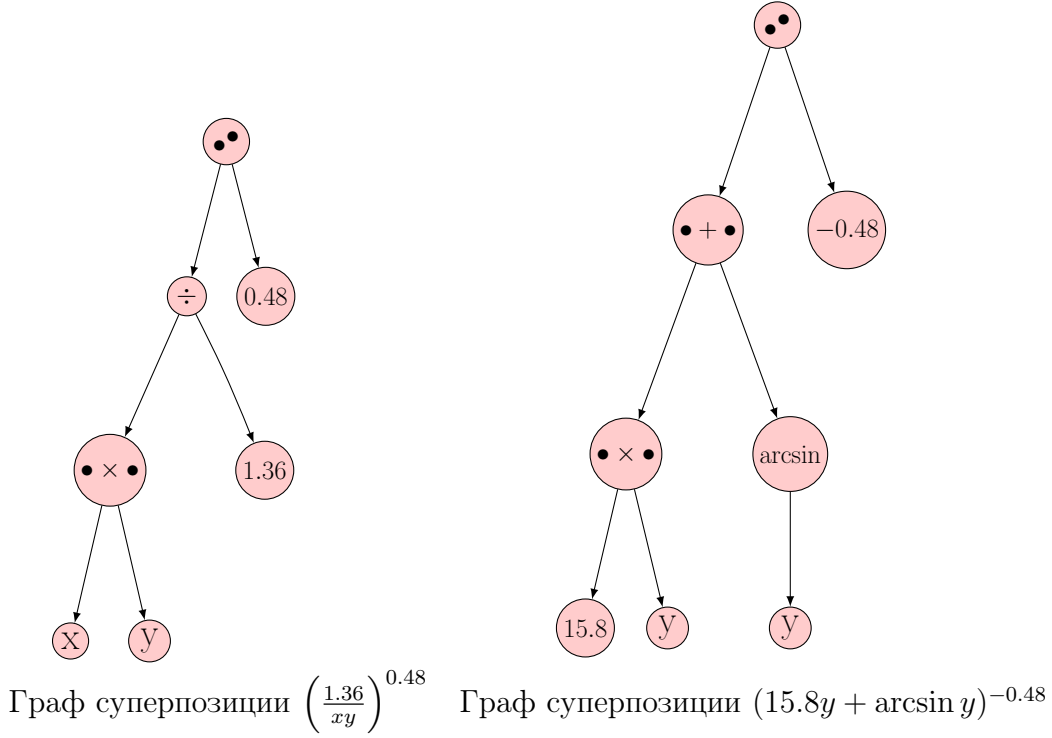 ÷
0.48
• × •
1.36
x
y
Граф суперпозиции (1.36/xy)^0.48
• + •
−0.48
• × •
arcsin
15.8
y
y
Граф суперпозиции (15.8y + arcsin y)^−0.48